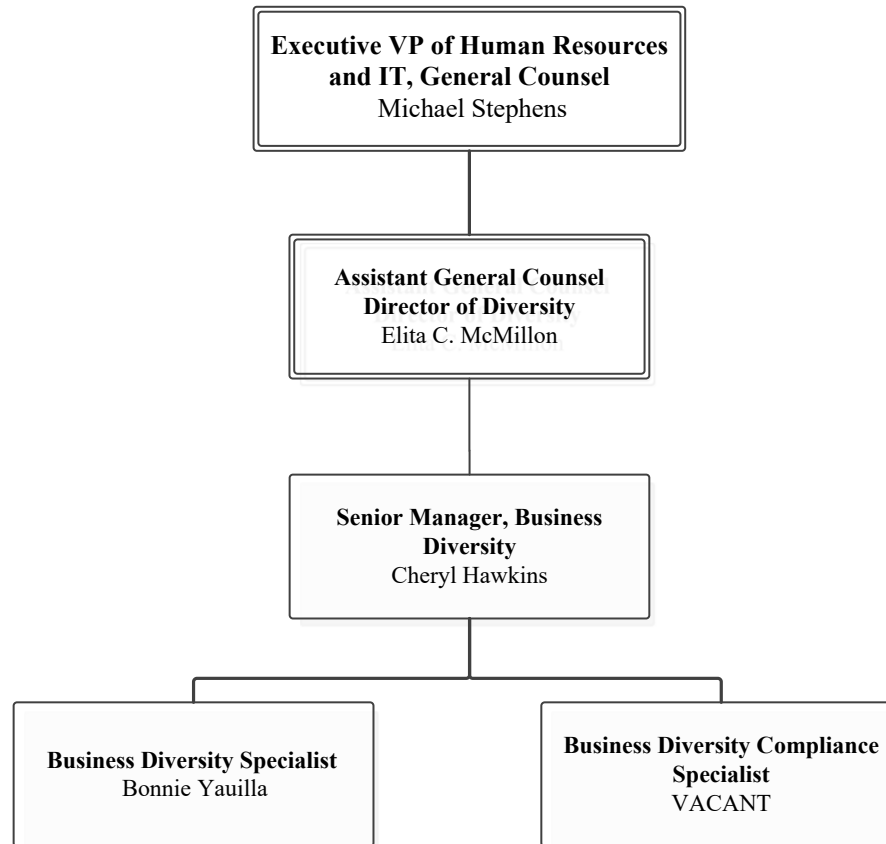 Executive VP of Human Resources
and IT, General Counsel
Michael Stephens
Assistant General Counsel
Director of Diversity
Elita C. McMillon
Senior Manager, Business
Diversity
Cheryl Hawkins
Business Diversity Specialist
Bonnie Yauilla
Business Diversity Compliance
Specialist
VACANT